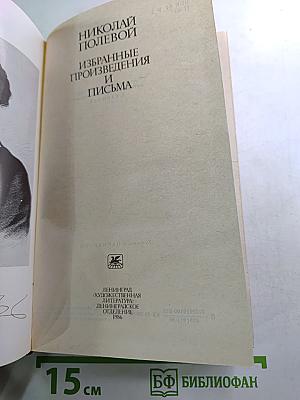 НИКОЛАЙ
ПОЛЕВОЙ
ИЗБРАННЫЕ
ПРОИЗВЕДЕНИЯ
И
ПИСЬМА
ЛЕНИНГРАД
«ХУДОЖЕСТВЕННАЯ
ЛИТЕРАТУРА»
ЛЕНИНГРАДСКОЕ
ОТДЕЛЕНИЕ
1986
15 см
БФ БИБЛИОФАН